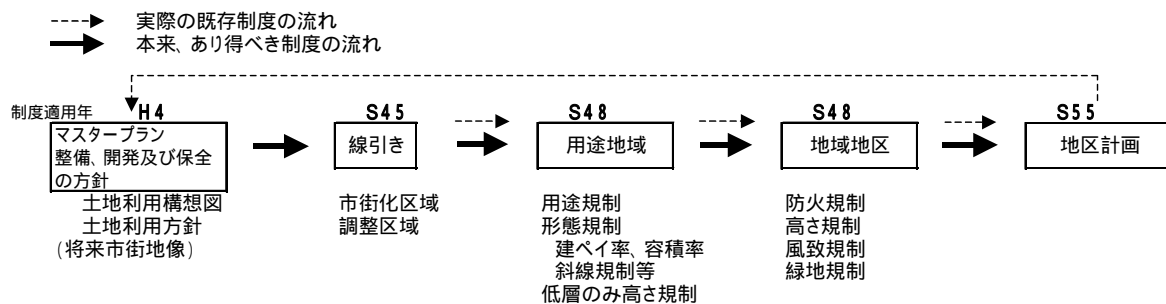 実際の既存制度の流れ
本来、あり得べき制度の流れ
制度適用年 H4 S45 S48 S48 S55
マスタープラン
整備、開発及び保全
の方針
線引き
用途地域
地域地区
地区計画
土地利用構想図
土地利用方針
(将来市街地像)
市街化区域
調整区域
用途規制
形態規制
建ペイ率、容積率
斜線規制等
低層のみ高さ規制
防火規制
高さ規制
風致規制
緑地規制